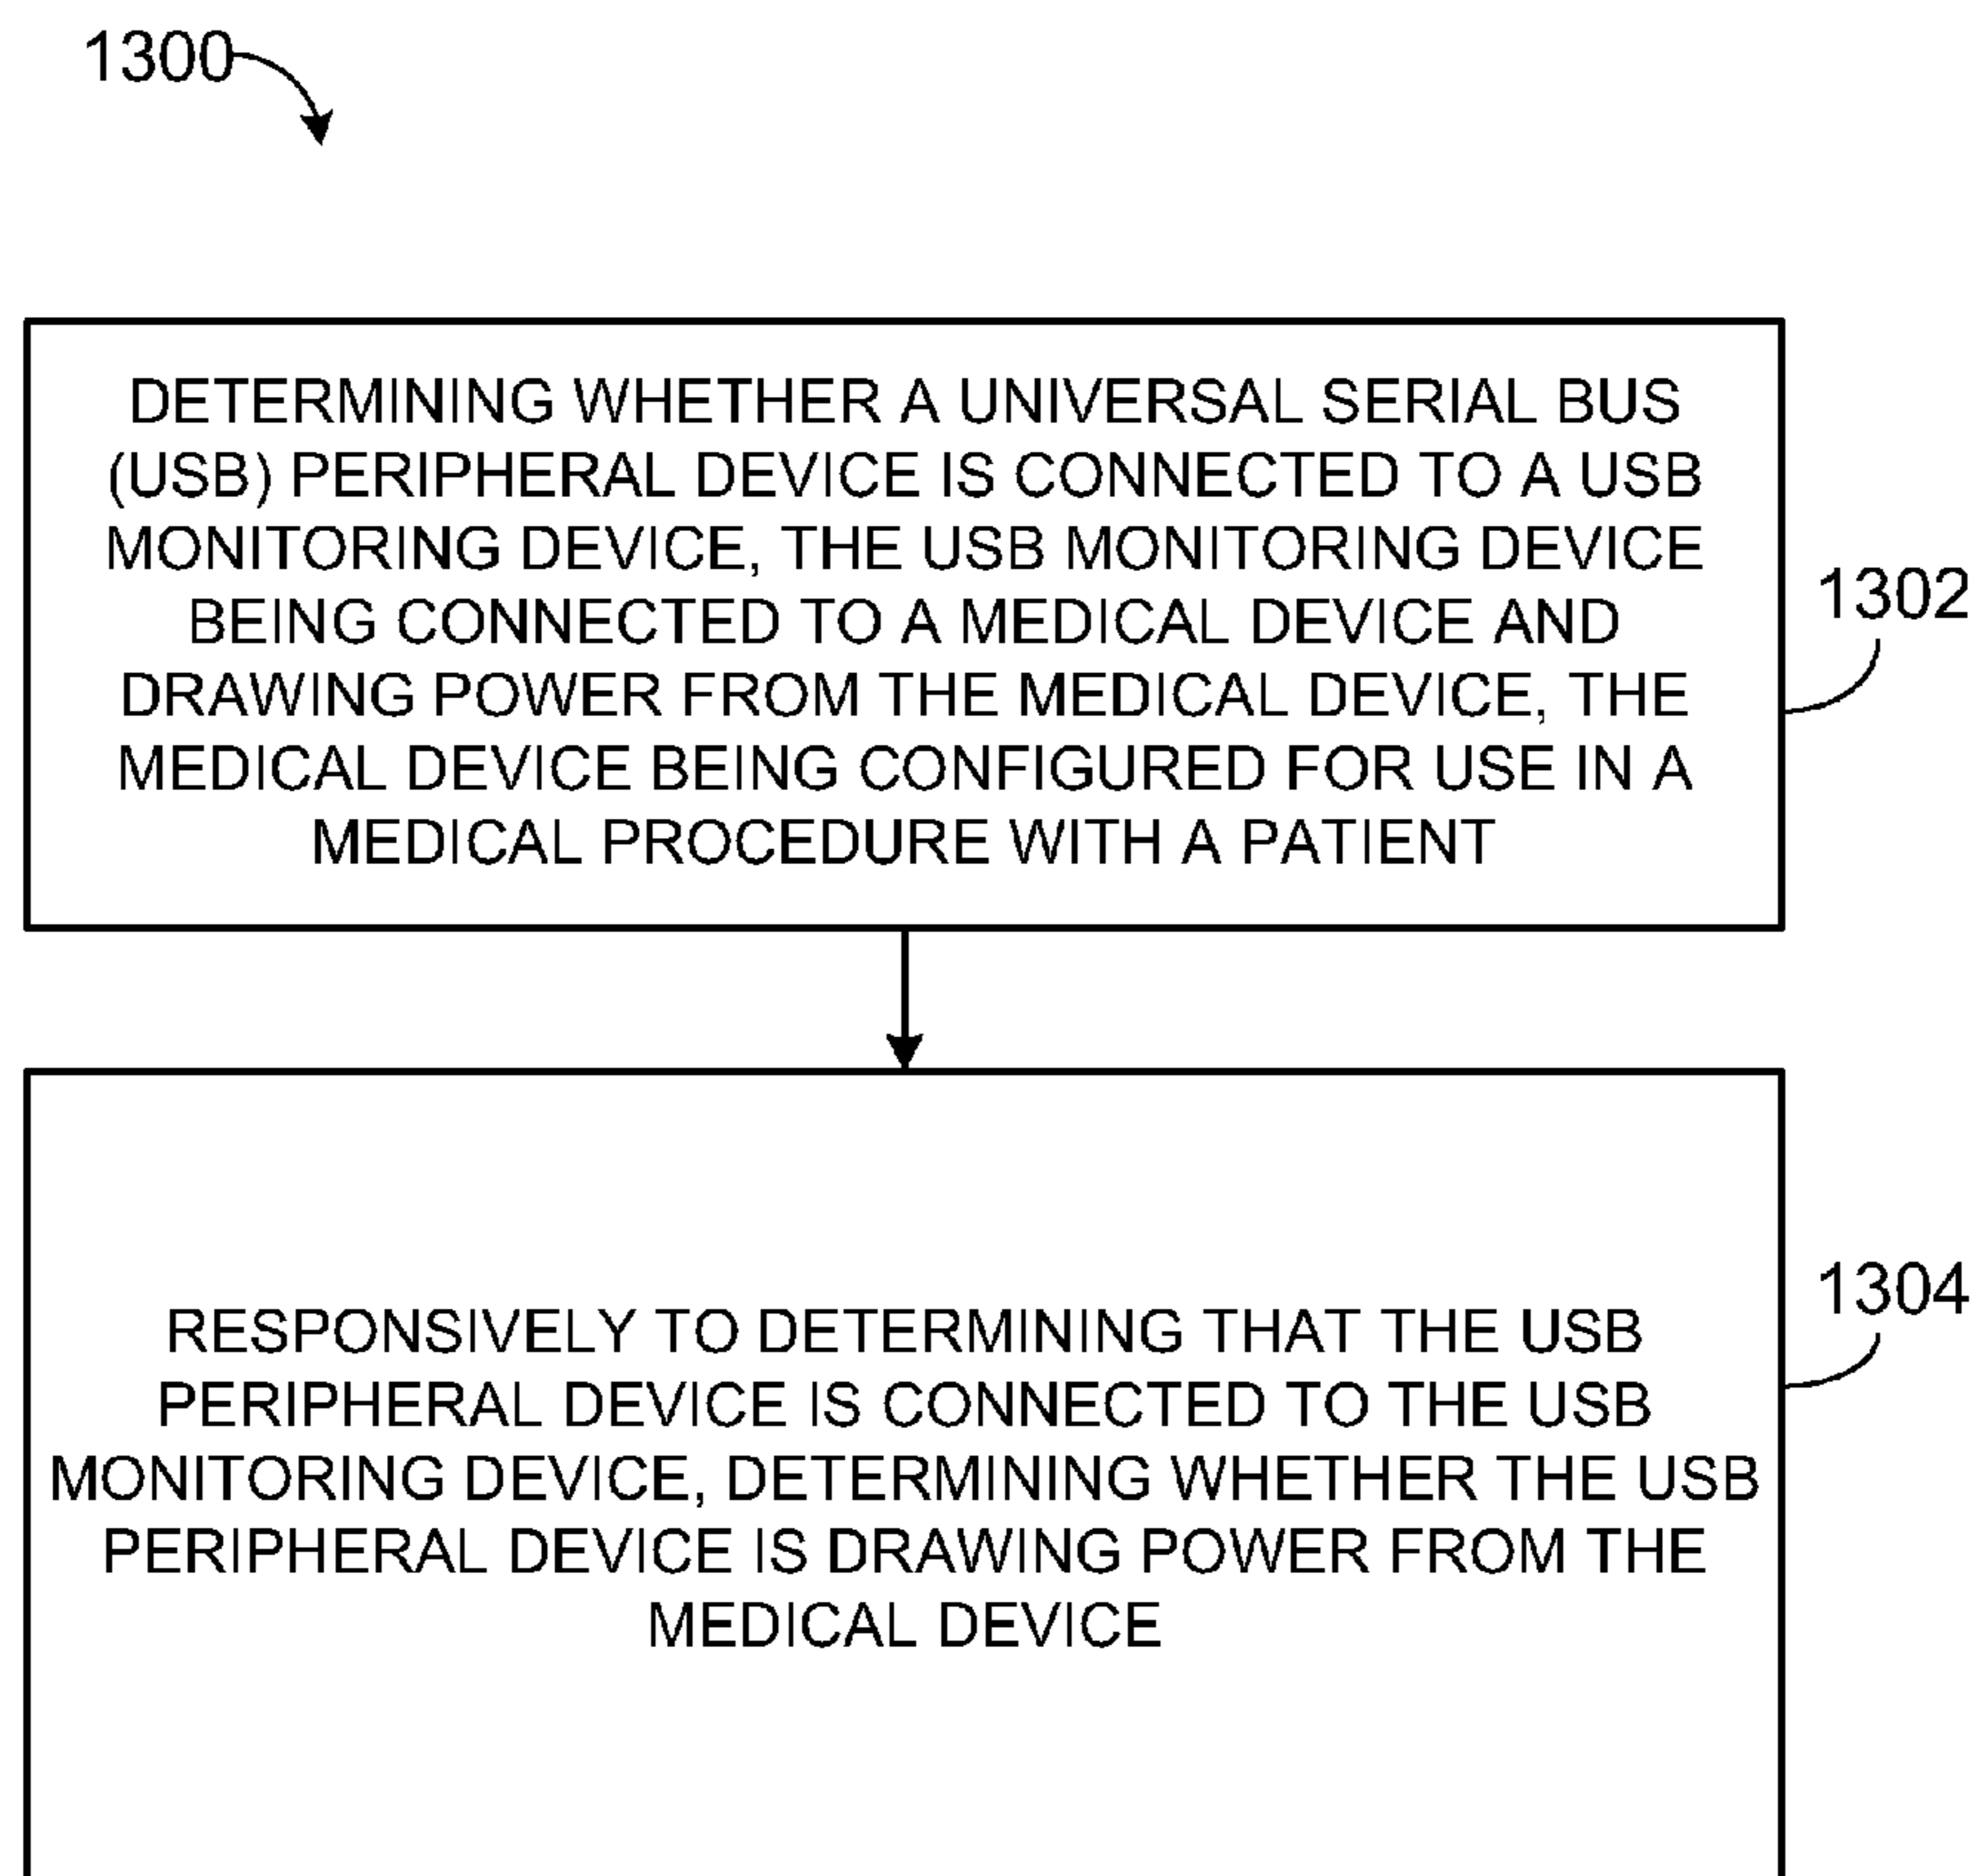 1300
DETERMINING WHETHER A UNIVERSAL SERIAL BUS
(USB) PERIPHERAL DEVICE IS CONNECTED TO A USB
MONITORING DEVICE, THE USB MONITORING DEVICE
BEING CONNECTED TO A MEDICAL DEVICE AND
DRAWING POWER FROM THE MEDICAL DEVICE, THE
MEDICAL DEVICE BEING CONFIGURED FOR USE IN A
MEDICAL PROCEDURE WITH A PATIENT
1302
RESPONSIVELY TO DETERMINING THAT THE USB
PERIPHERAL DEVICE IS CONNECTED TO THE USB
MONITORING DEVICE, DETERMINING WHETHER THE USB
PERIPHERAL DEVICE IS DRAWING POWER FROM THE
MEDICAL DEVICE
1304